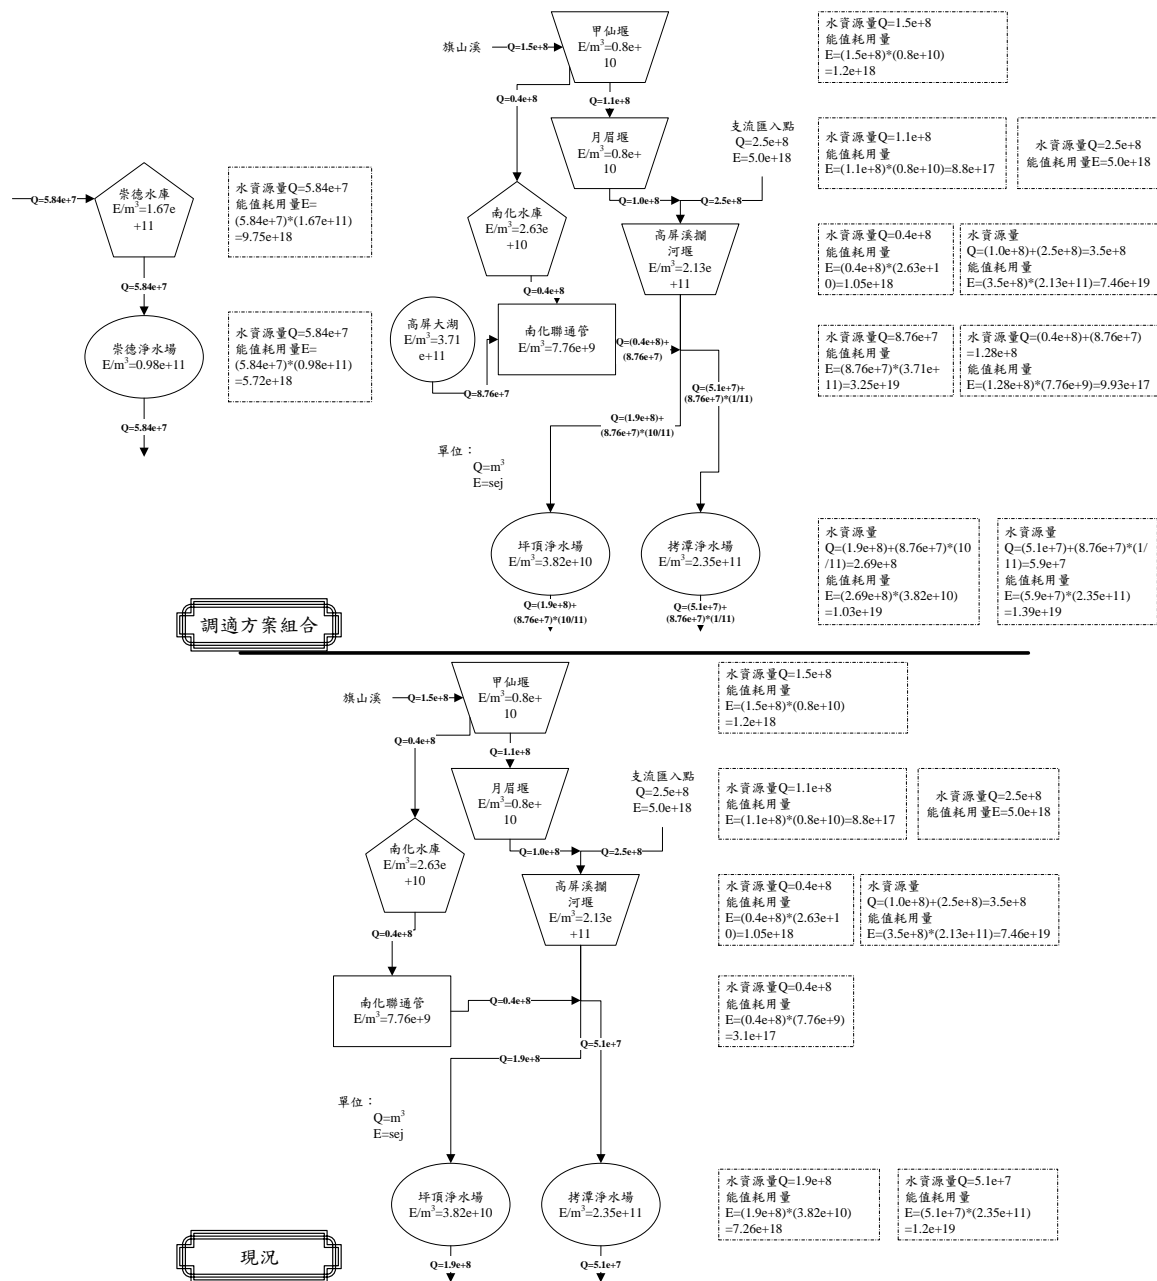 甲仙堰
E/m³=0.8e+
10
旗山溪
Q=1.5e+8
水資源量Q=1.5e+8
能值耗用量
E=(1.5e+8)*(0.8e+10)
=1.2e+18
Q=0.4e+8
Q=1.1e+8
月眉堰
E/m³=0.8e+
10
支流匯入點
Q=2.5e+8
E=5.0e+18
水資源量Q=1.1e+8
能值耗用量
E=(1.1e+8)*(0.8e+10)=8.8e+17
水資源量Q=2.5e+8
能值耗用量E=5.0e+18
Q=5.84e+7
崇德水庫
E/m³=1.67e
+11
水資源量Q=5.84e+7
能值耗用量E=
(5.84e+7)*(1.67e+11)
=9.75e+18
Q=1.0e+8
Q=2.5e+8
南化水庫
E/m³=2.63e
+10
高屏溪攔
河堰
E/m³=2.13e
+11
水資源量Q=0.4e+8
能值耗用量
E=(0.4e+8)*(2.63e+1
0)=1.05e+18
水資源量
Q=(1.0e+8)+(2.5e+8)=3.5e+8
能值耗用量
E=(3.5e+8)*(2.13e+11)=7.46e+19
Q=5.84e+7
Q=0.4e+8
崇德淨水場
E/m³=0.98e+11
水資源量Q=5.84e+7
能值耗用量E=
(5.84e+7)*(0.98e+11)
=5.72e+18
高屏大湖
E/m³=3.71
e+11
南化聯通管
E/m³=7.76e+9
Q=(0.4e+8)+
(8.76e+7)
水資源量Q=8.76e+7
能值耗用量
E=(8.76e+7)*(3.71e+
11)=3.25e+19
水資源量Q=(0.4e+8)+(8.76e+7)
=1.28e+8
能值耗用量
E=(1.28e+8)*(7.76e+9)=9.93e+17
Q=8.76e+7
Q=(5.1e+7)+
(8.76e+7)*(1/11)
Q=5.84e+7
Q=(1.9e+8)+
(8.76e+7)*(10/11)
單位：
Q=m³
E=sej
坪頂淨水場
E/m³=3.82e+10
拷潭淨水場
E/m³=2.35e+11
水資源量
Q=(1.9e+8)+(8.76e+7)*(10
/11)=2.69e+8
能值耗用量
E=(2.69e+8)*(3.82e+10)
=1.03e+19
水資源量
Q=(5.1e+7)+(8.76e+7)*(1/
11)=5.9e+7
能值耗用量
E=(5.9e+7)*(2.35e+11)
=1.39e+19
Q=(1.9e+8)+
(8.76e+7)*(10/11)
Q=(5.1e+7)+
(8.76e+7)*(1/11)
調適方案組合
甲仙堰
E/m³=0.8e+
10
旗山溪
Q=1.5e+8
水資源量Q=1.5e+8
能值耗用量
E=(1.5e+8)*(0.8e+10)
=1.2e+18
Q=0.4e+8
Q=1.1e+8
月眉堰
E/m³=0.8e+
10
支流匯入點
Q=2.5e+8
E=5.0e+18
水資源量Q=1.1e+8
能值耗用量
E=(1.1e+8)*(0.8e+10)=8.8e+17
水資源量Q=2.5e+8
能值耗用量E=5.0e+18
南化水庫
E/m³=2.63e
+10
Q=1.0e+8
Q=2.5e+8
高屏溪攔
河堰
E/m³=2.13e
+11
水資源量Q=0.4e+8
能值耗用量
E=(0.4e+8)*(2.63e+1
0)=1.05e+18
水資源量
Q=(1.0e+8)+(2.5e+8)=3.5e+8
能值耗用量
E=(3.5e+8)*(2.13e+11)=7.46e+19
Q=0.4e+8
南化聯通管
E/m³=7.76e+9
Q=0.4e+8
水資源量Q=0.4e+8
能值耗用量
E=(0.4e+8)*(7.76e+9)
=3.1e+17
Q=5.1e+7
Q=1.9e+8
單位：
Q=m³
E=sej
坪頂淨水場
E/m³=3.82e+10
拷潭淨水場
E/m³=2.35e+11
水資源量Q=1.9e+8
能值耗用量
E=(1.9e+8)*(3.82e+10)=
7.26e+18
水資源量Q=5.1e+7
能值耗用量
E=(5.1e+7)*(2.35e+11)
=1.2e+19
現況
Q=1.9e+8
Q=5.1e+7